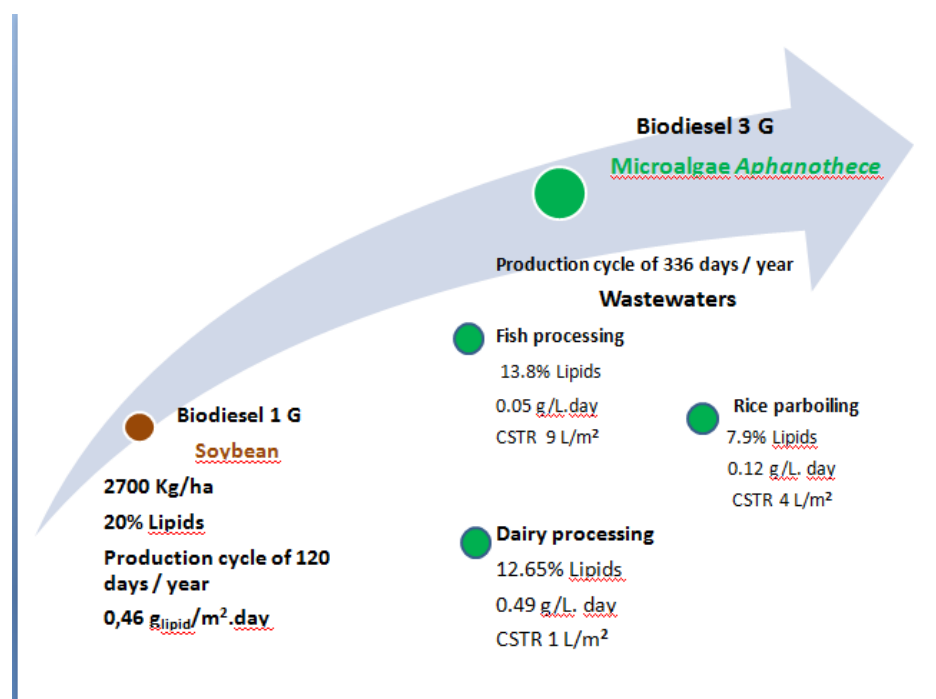 Biodiesel 3 G
Microalgae Aphanothece
Production cycle of 336 days / year
Wastewaters
Fish processing
13.8% Lipids
0.05 g/L.day
CSTR 9 L/m²
Rice parboiling
7.9% Lipids
0.12 g/L. day
CSTR 4 L/m²
Dairy processing
12.65% Lipids
0.49 g/L. day
CSTR 1 L/m²
Biodiesel 1 G
Soybean
2700 Kg/ha
20% Lipids
Production cycle of 120
days / year
0,46 glipid/m².day